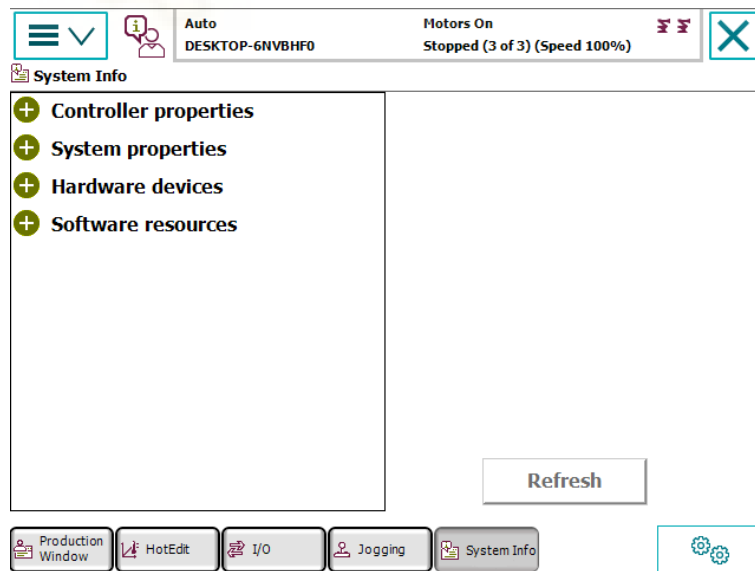 Auto
Motors On
DESKTOP-6NVBHF0
Stopped (3 of 3) (Speed 100%)
System Info
Controller properties
System properties
Hardware devices
Software resources
Refresh
Production
Window
HotEdit
I/O
Jogging
System Info